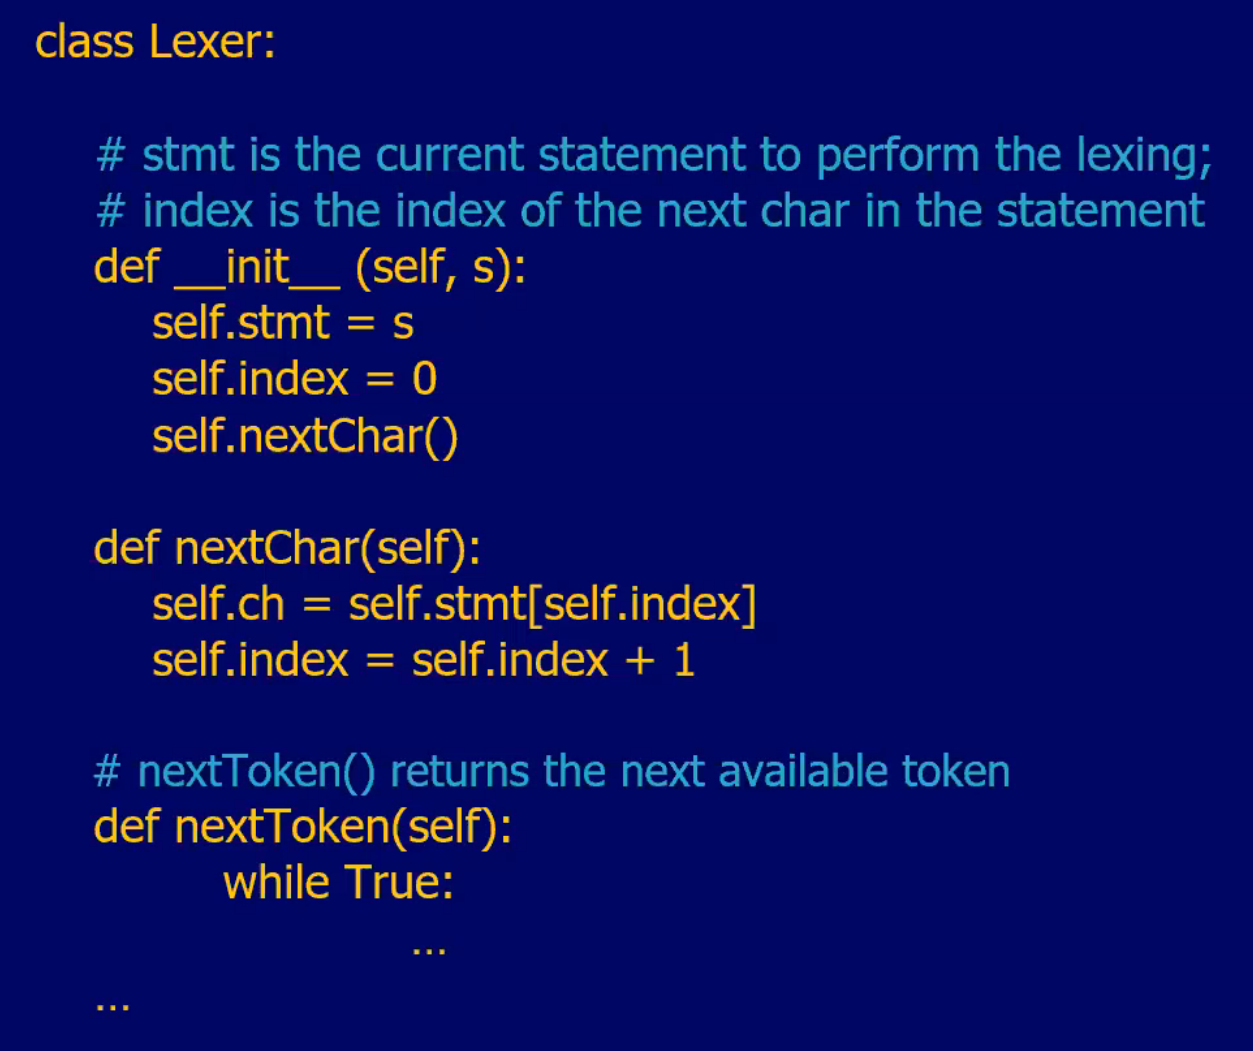 class Lexer:
# stmt is the current statement to perform the lexing;
# index is the index of the next char in the statement
def __init__ (self, s):
self.stmt = s
self.index = 0
self.nextChar()
def nextChar(self):
self.ch = self.stmt[self.index]
self.index = self.index + 1
# nextToken() returns the next available token
def nextToken(self):
while True:
...
...